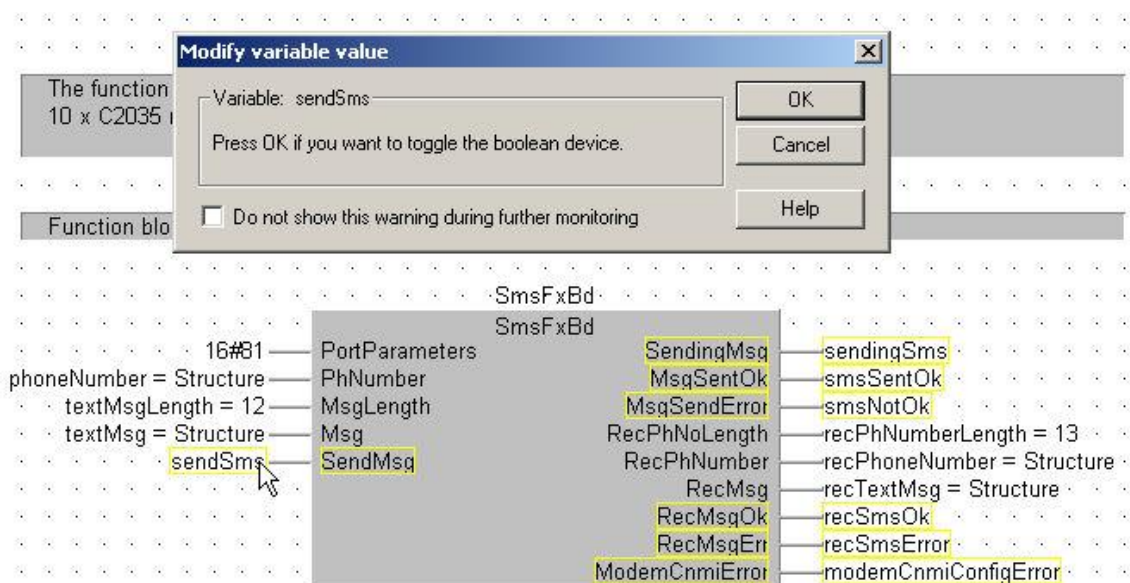 Modify variable value
The function
10 x C2035
Variable: sendSms
Press OK if you want to toggle the boolean device.
OK
Cancel
Do not show this warning during further monitoring
Help
Function blo
SmsFxBd
SmsFxBd
16#81 PortParameters SendingMsg sendingSms
phoneNumber = Structure PhNumber MsgSentOk smsSentOk
textMsgLength = 12 MsgLength MsgSendError smsNotOk
textMsg = Structure Msg RecPhNoLength recPhNumberLength = 13
sendSms SendMsg RecPhNumber recPhoneNumber = Structure
RecMsg recTextMsg = Structure
RecMsgOk recSmsOk
RecMsgErr recSmsError
ModemCnmiError modemCnmiConfigError